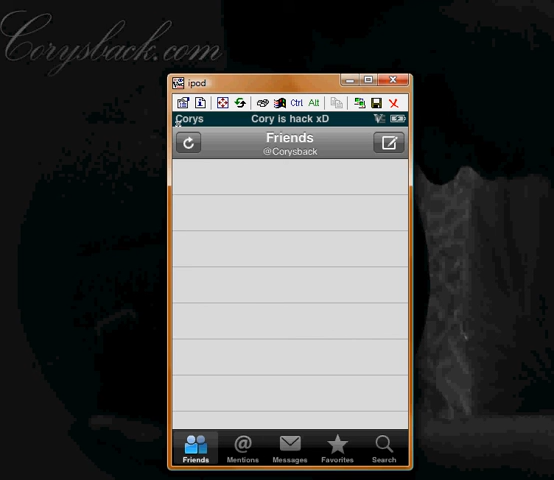 Corysback.com
ipod
Ctrl Alt
Corys Cory is hack xD
Friends
@Corysback
Friends Mentions Messages Favorites Search